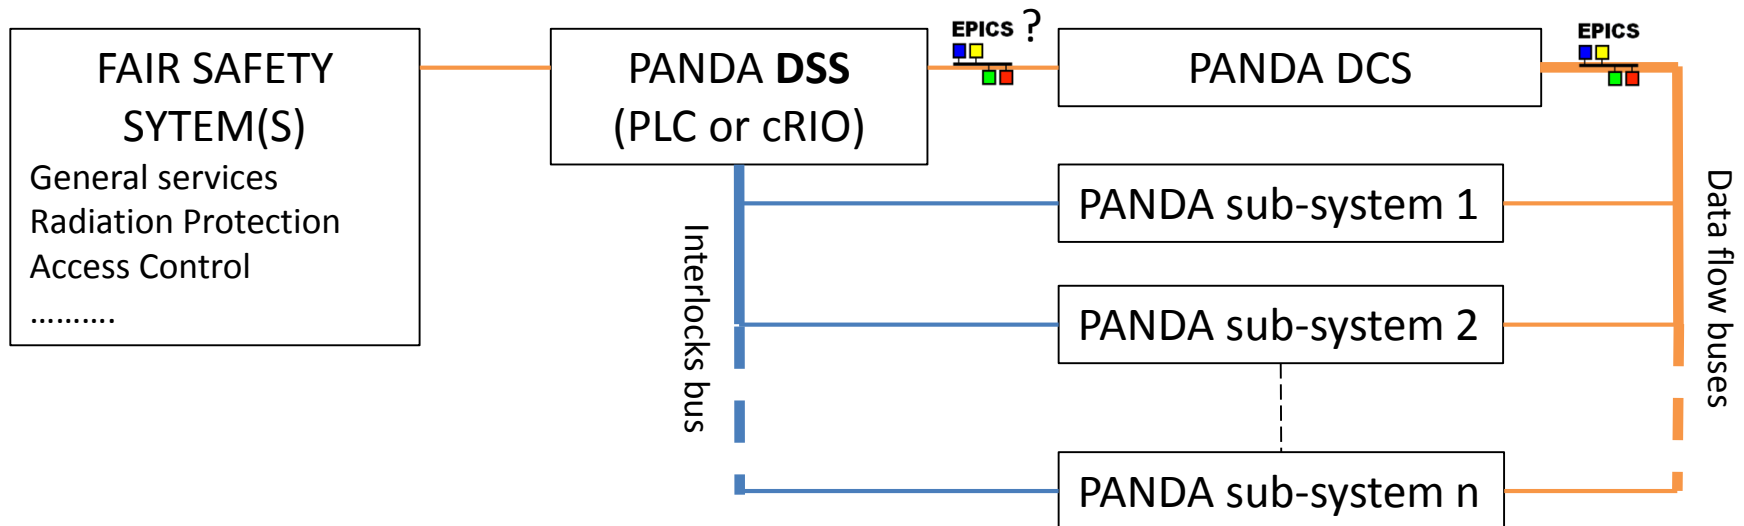 FAIR SAFETY
SYTEM(S)
General services
Radiation Protection
Access Control
……….
PANDA DSS
(PLC or cRIO)
EPICS ?
PANDA DCS
EPICS
PANDA sub-system 1
PANDA sub-system 2
PANDA sub-system n
Interlocks bus
Data flow buses